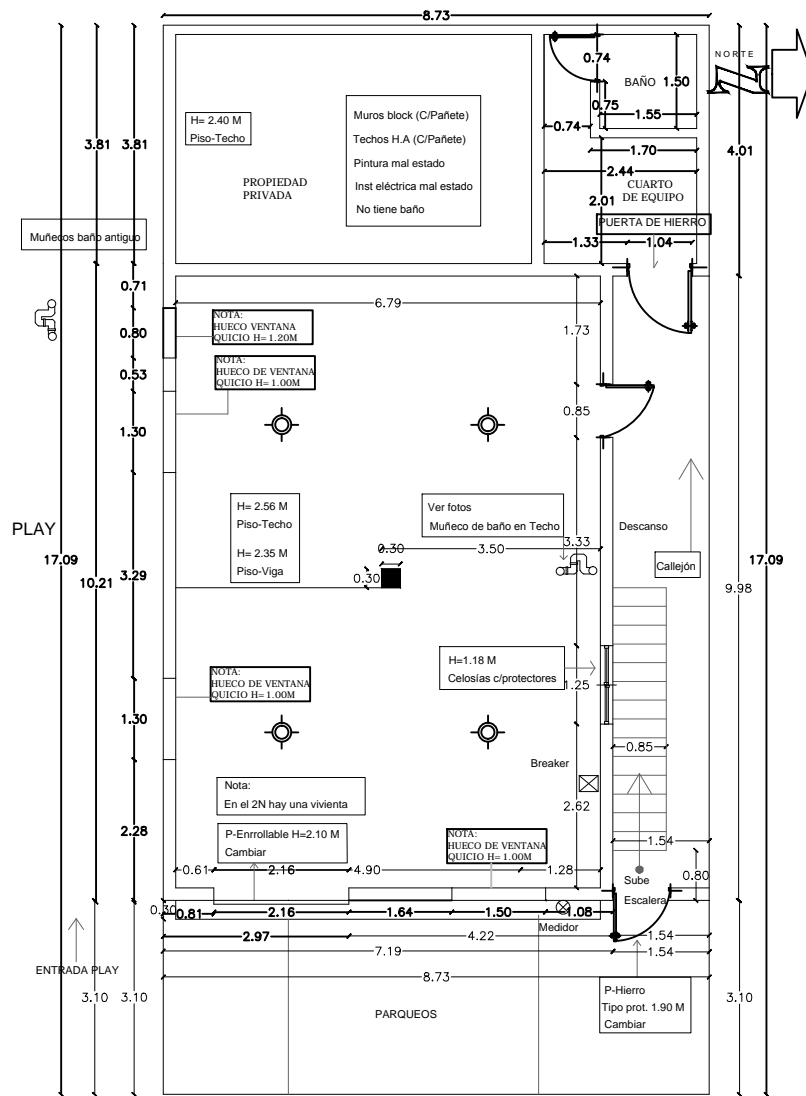 8.73
NORTE
N
0.74
BAÑO
1.50
0.75
1.55
0.74
1.70
2.44
CUARTO
DE EQUIPO
2.01
PUERTA DE HIERRO
1.33
1.04
4.01
H= 2.40 M
Piso-Techo
Muros block (C/Pañete)
Techos H.A (C/Pañete)
Pintura mal estado
Inst eléctrica mal estado
No tiene baño
PROPIEDAD
PRIVADA
3.81
3.81
Muñecos baño antiguo
0.71
6.79
1.73
0.80
NOTA:
HUECO VENTANA
QUICIO H= 1.20M
0.53
NOTA:
HUECO DE VENTANA
QUICIO H= 1.00M
1.30
0.85
PLAY
17.09
10.21
3.29
H= 2.56 M
Piso-Techo
H= 2.35 M
Piso-Viga
Ver fotos
Muñeco de baño en Techo
3.33
0.30
3.50
0.30
Descanso
Callejón
9.98
17.09
NOTA:
HUECO DE VENTANA
QUICIO H= 1.00M
H=1.18 M
Celosías c/protectores
1.25
1.30
0.85
Breaker
2.62
Nota:
En el 2N hay una vivienta
2.28
P-Enrrollable H=2.10 M
Cambiar
NOTA:
HUECO DE VENTANA
QUICIO H= 1.00M
1.54
0.61
2.16
4.90
1.28
0.80
Sube
Escalera
0.30
0.81
2.16
1.64
1.50
1.08
Medidor
2.97
4.22
1.54
7.19
1.54
ENTRADA PLAY
8.73
3.10
3.10
3.10
P-Hierro
Tipo prot. 1.90 M
Cambiar
PARQUEOS